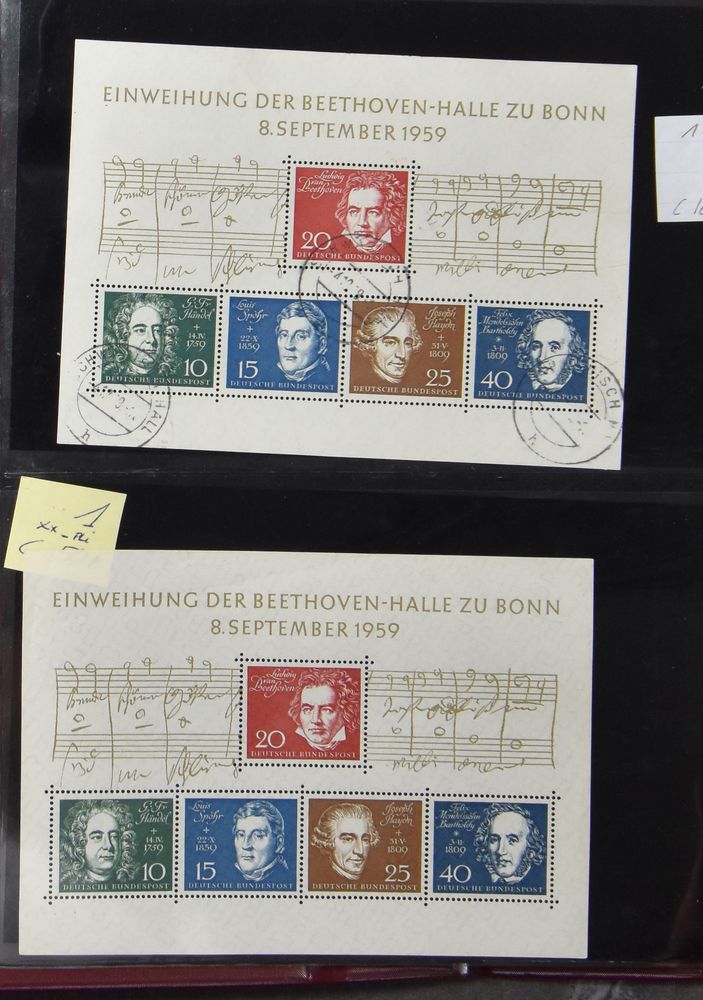 EINWEIHUNG DER BEETHOVEN-HALLE ZU BONN
8. SEPTEMBER 1959
Ludwig
van
Beethoven
20
DEUTSCHE BUNDESPOST
G. Fr.
Händel
+
14.IV.
1759
10
DEUTSCHE BUNDESPOST
Louis
Spohr
+
22·X
1859
15
DEUTSCHE BUNDESPOST
Joseph
Haydn
+
31·V·
1809
25
DEUTSCHE BUNDESPOST
Felix
Mendelssohn
Bartholdy
*
3·II·
1809
40
DEUTSCHE BUNDESPOST
HALL
h
h
1
1
EINWEIHUNG DER BEETHOVEN-HALLE ZU BONN
8. SEPTEMBER 1959
Ludwig
van
Beethoven
20
DEUTSCHE BUNDESPOST
G. Fr.
Händel
+
14.IV.
1759
10
DEUTSCHE BUNDESPOST
Louis
Spohr
+
22·X
1859
15
DEUTSCHE BUNDESPOST
Joseph
Haydn
+
31·V·
1809
25
DEUTSCHE BUNDESPOST
Felix
Mendelssohn
Bartholdy
*
3·II·
1809
40
DEUTSCHE BUNDESPOST